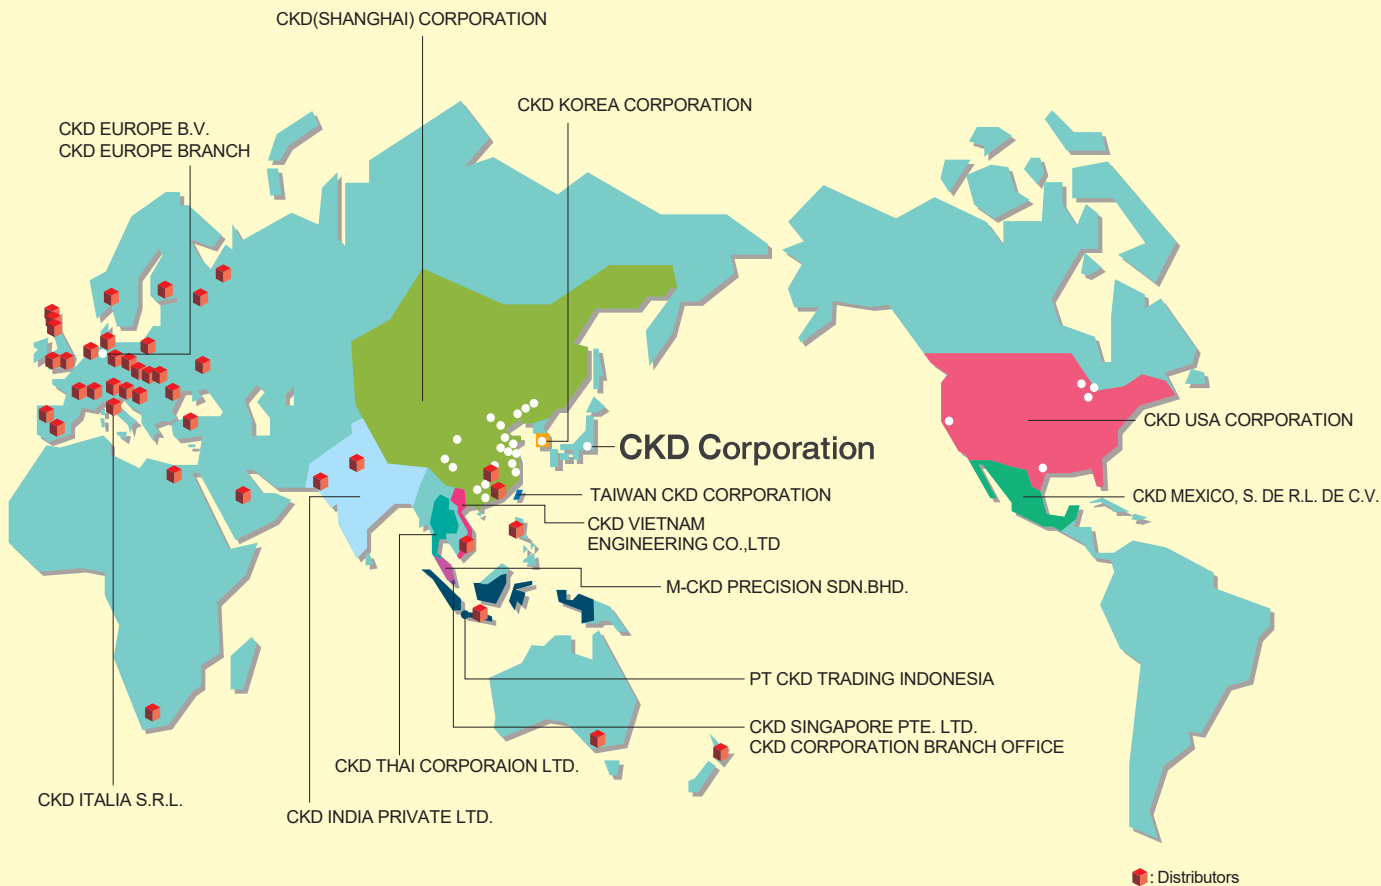 CKD(SHANGHAI) CORPORATION
CKD KOREA CORPORATION
CKD EUROPE B.V.
CKD EUROPE BRANCH
CKD USA CORPORATION
CKD Corporation
TAIWAN CKD CORPORATION
CKD MEXICO, S. DE R.L. DE C.V.
CKD VIETNAM
ENGINEERING CO.,LTD
M-CKD PRECISION SDN.BHD.
PT CKD TRADING INDONESIA
CKD SINGAPORE PTE. LTD.
CKD CORPORATION BRANCH OFFICE
CKD THAI CORPORAION LTD.
CKD ITALIA S.R.L.
CKD INDIA PRIVATE LTD.
: Distributors